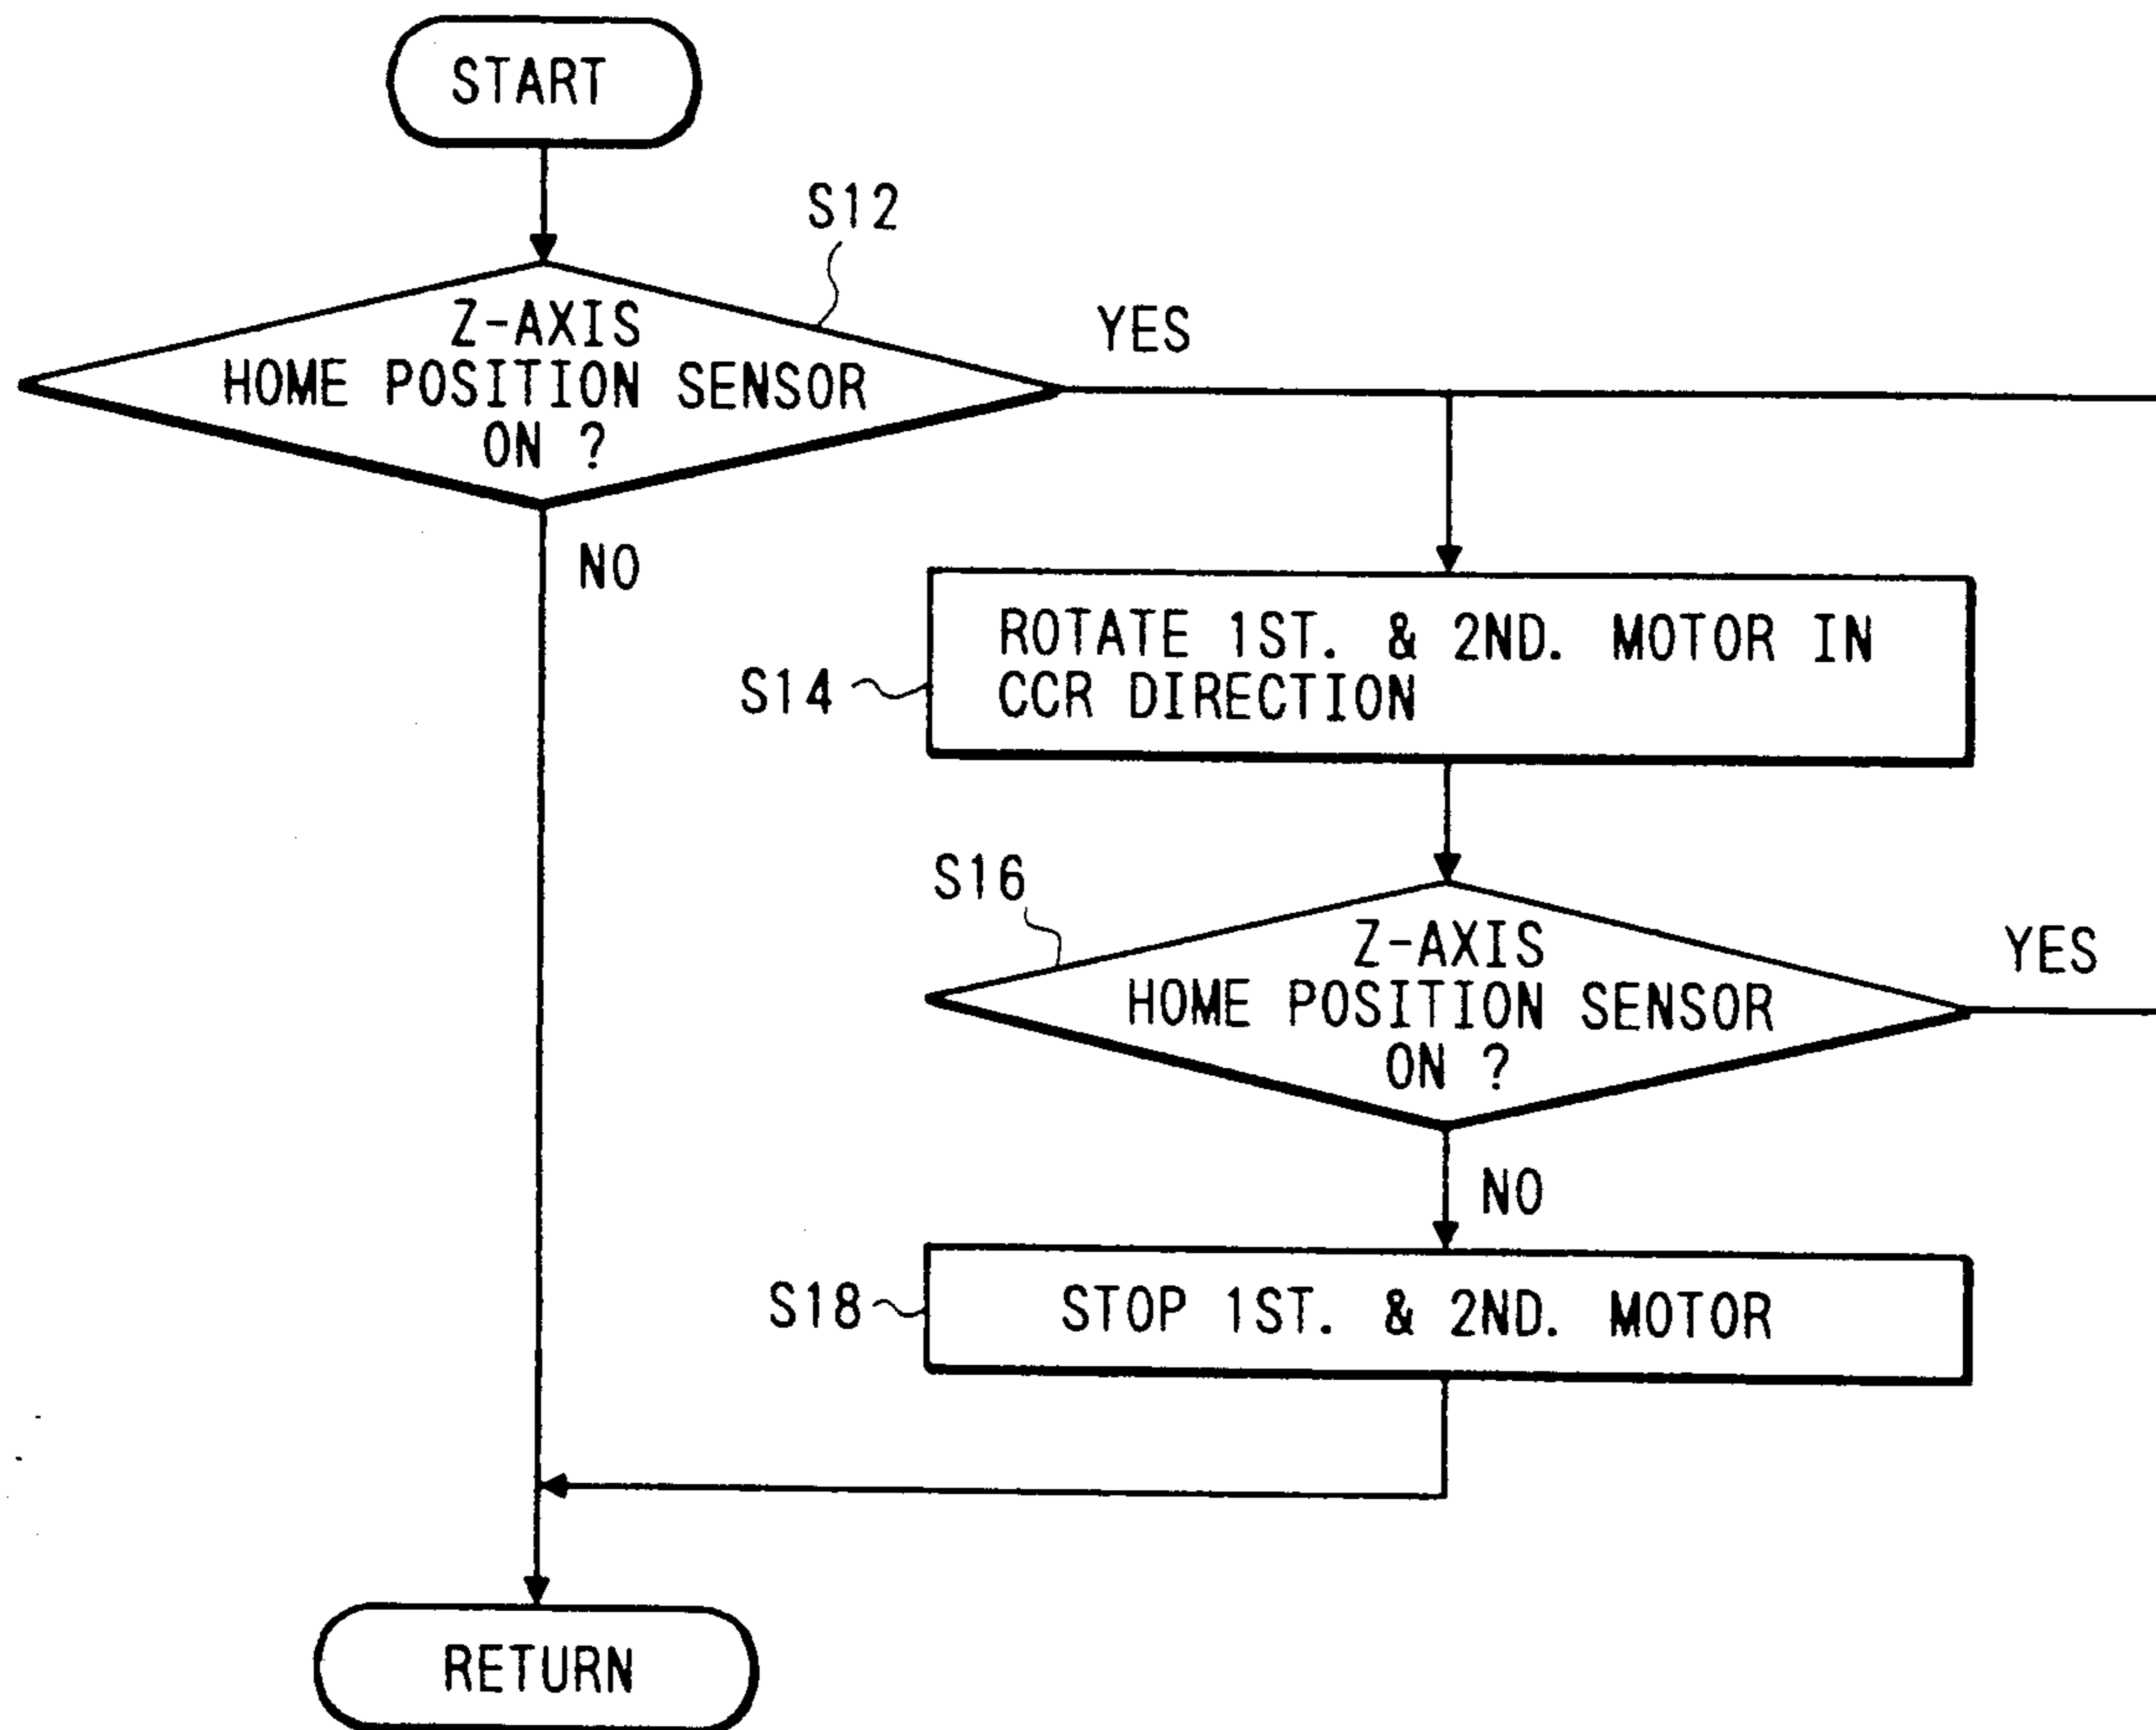 START
S12
Z-AXIS
HOME POSITION SENSOR
ON ?
YES
NO
ROTATE 1ST. & 2ND. MOTOR IN
CCR DIRECTION
S14
S16
Z-AXIS
HOME POSITION SENSOR
ON ?
YES
NO
S18
STOP 1ST. & 2ND. MOTOR
RETURN